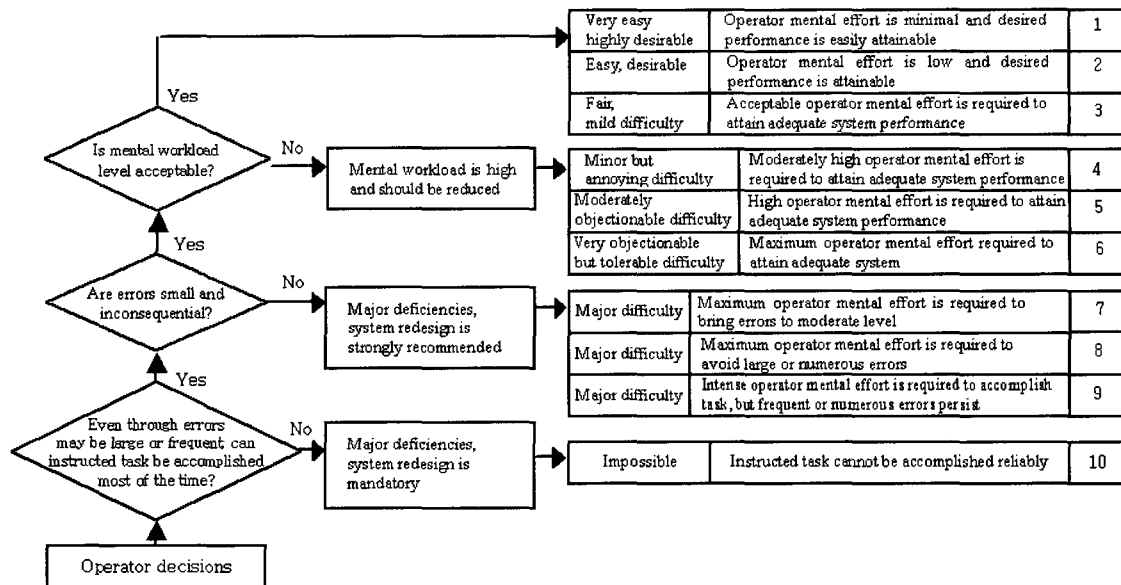 Very easy
highly desirable
Operator mental effort is minimal and desired
performance is easily attainable
1
Easy, desirable
Operator mental effort is low and desired
performance is attainable
2
Fair,
mild difficulty
Acceptable operator mental effort is required to
attain adequate system performance
3
Yes
Is mental workload
level acceptable?
No
Mental workload is high
and should be reduced
Minor but
annoying difficulty
Moderately high operator mental effort is
required to attain adequate system performance
4
Moderately
objectionable difficulty
High operator mental effort is required to attain
adequate system performance
5
Very objectionable
but tolerable difficulty
Maximum operator mental effort required to
attain adequate system
6
Yes
Are errors small and
inconsequential?
No
Major deficiencies,
system redesign is
strongly recommended
Major difficulty
Maximum operator mental effort is required to
bring errors to moderate level
7
Major difficulty
Maximum operator mental effort is required to
avoid large or numerous errors
8
Major difficulty
Intense operator mental effort is required to accomplish
task, but frequent or numerous errors persist
9
Yes
Even through errors
may be large or frequent can
instructed task be accomplished
most of the time?
No
Major deficiencies,
system redesign is
mandatory
Impossible
Instructed task cannot be accomplished reliably
10
Operator decisions